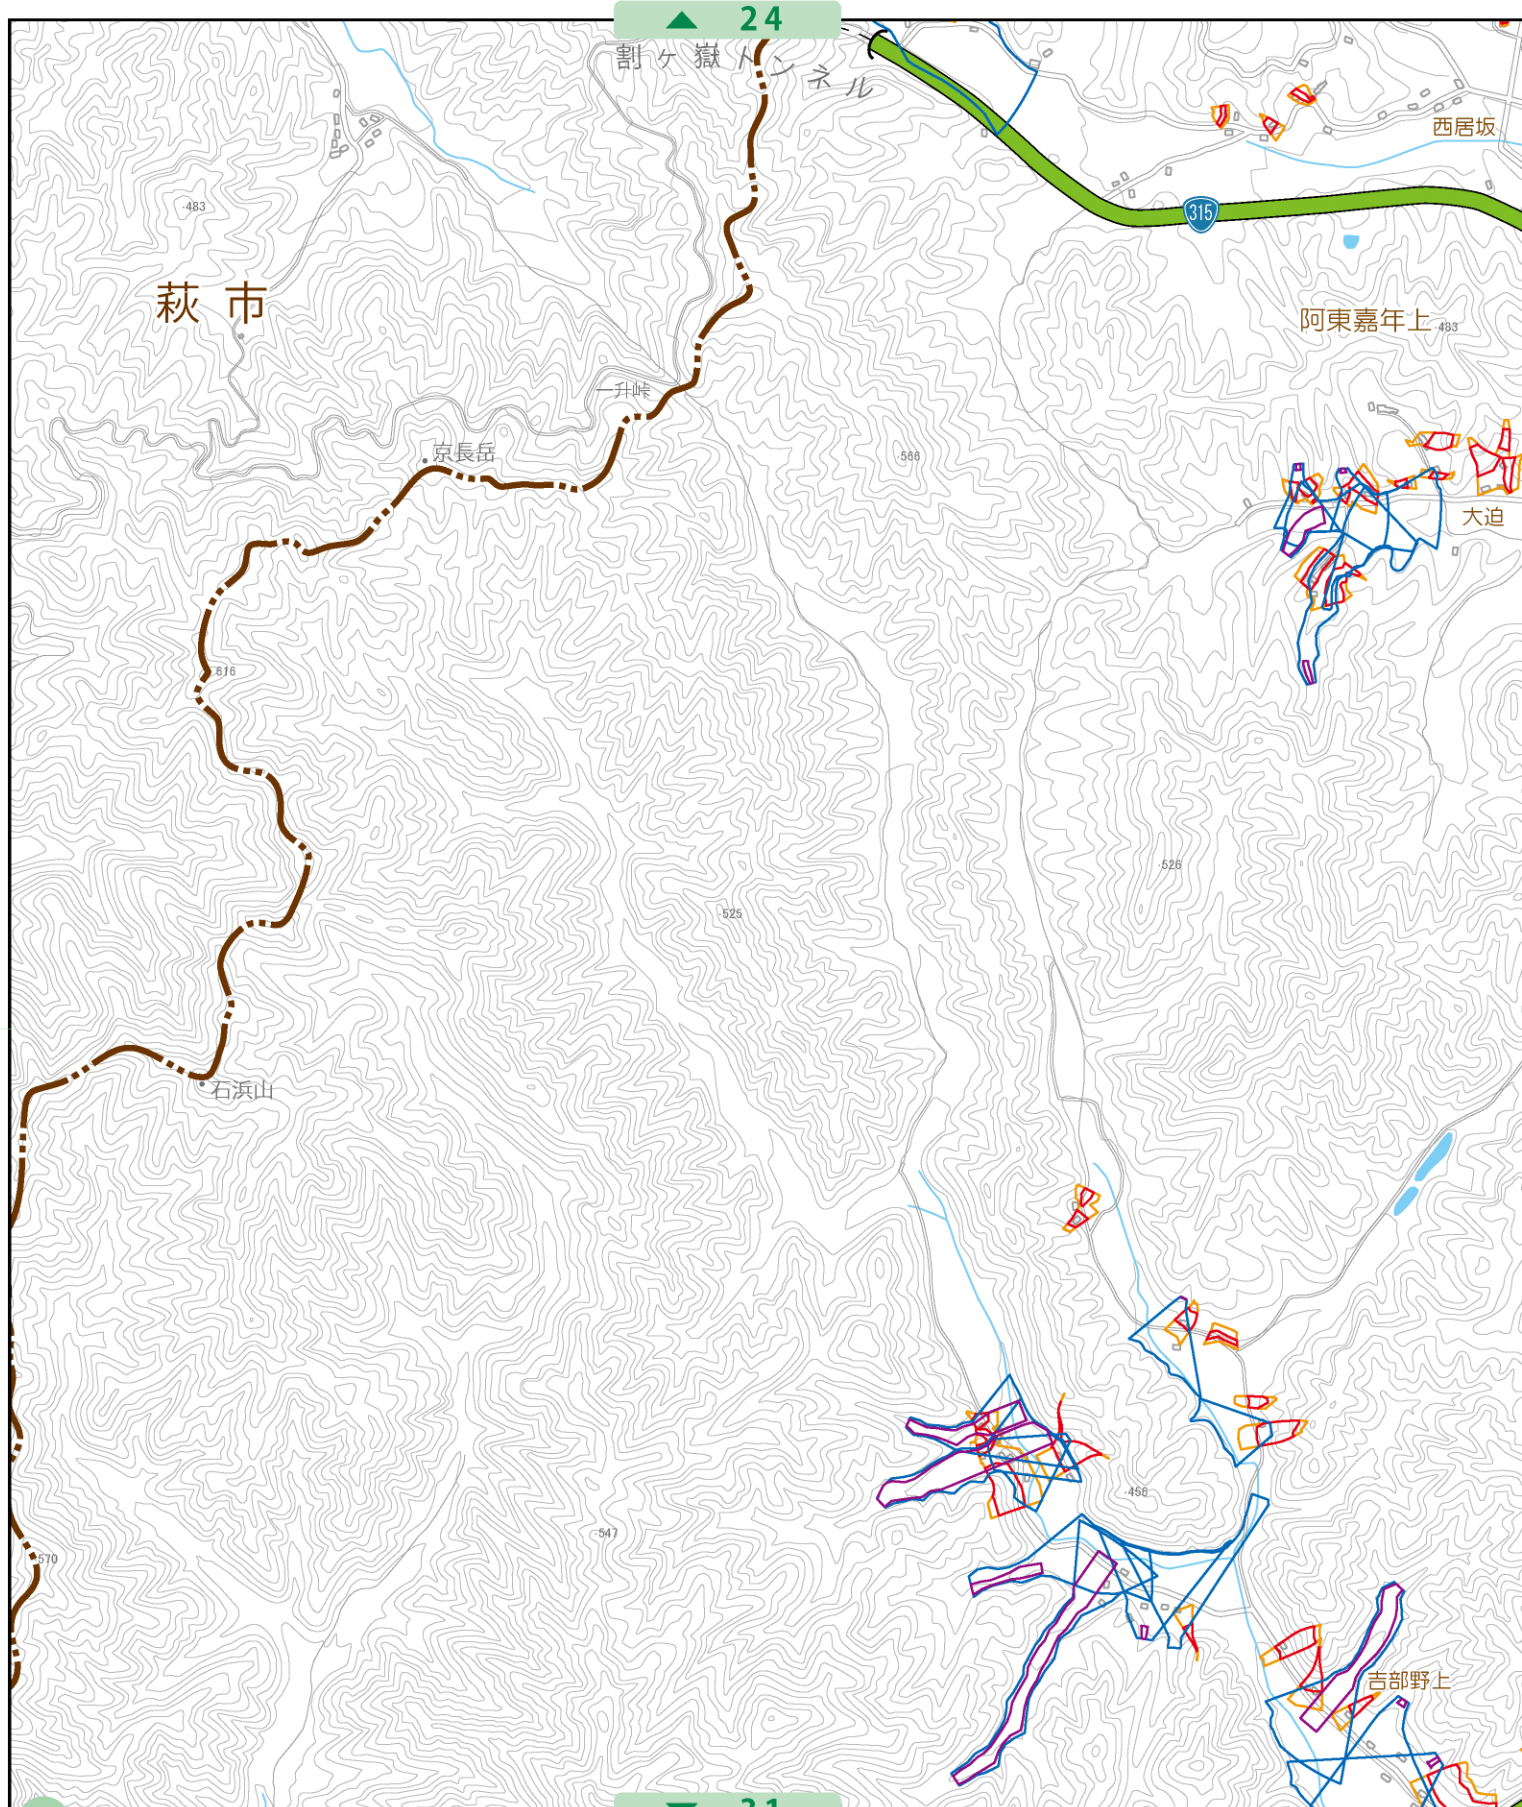 ▲ 24
割ヶ嶽トンネル
西居坂
・483
315
萩市
阿東嘉年上
・483
一升峠
京長岳
・566
大迫
・616
・526
・525
石浜山
・456
・547
・570
吉部野上